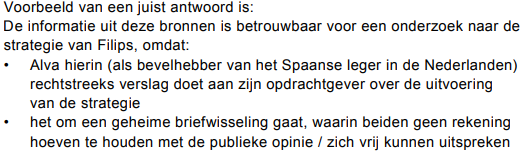 Voorbeeld van een juist antwoord is:
De informatie uit deze bronnen is betrouwbaar voor een onderzoek naar de
strategie van Filips, omdat:
• Alva hierin (als bevelhebber van het Spaanse leger in de Nederlanden)
rechtstreeks verslag doet aan zijn opdrachtgever over de uitvoering
van de strategie
• het om een geheime briefwisseling gaat, waarin beiden geen rekening
hoeven te houden met de publieke opinie / zich vrij kunnen uitspreken